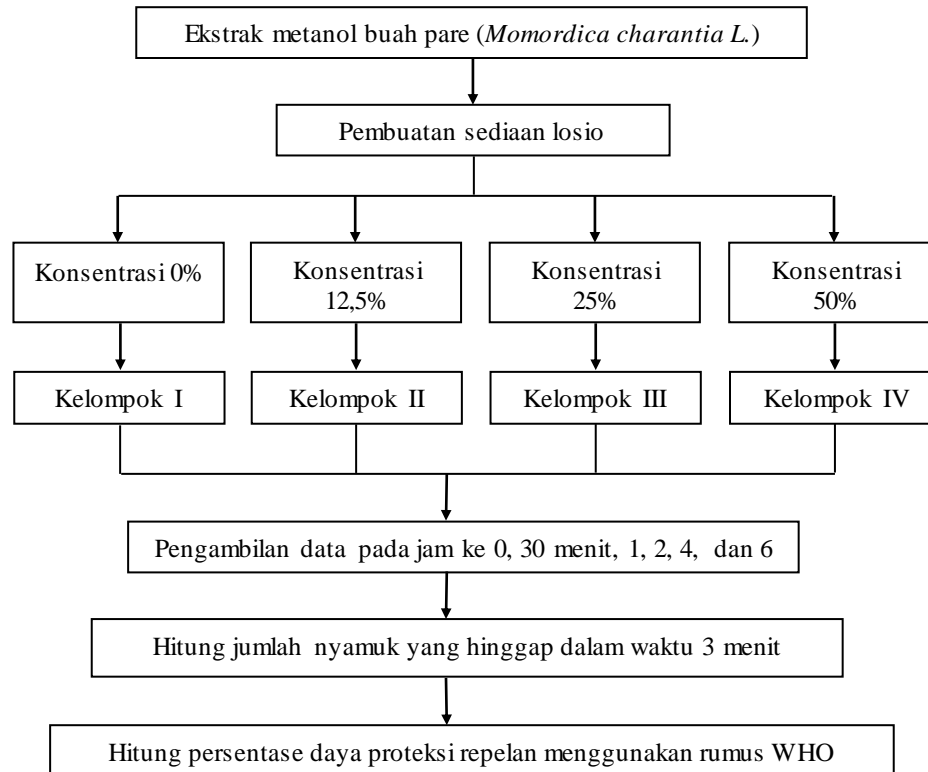 Ekstrak metanol buah pare (Momordica charantia L.)
Pembuatan sediaan losio
Konsentrasi 0%
Konsentrasi
12,5%
Konsentrasi
25%
Konsentrasi
50%
Kelompok I
Kelompok II
Kelompok III
Kelompok IV
Pengambilan data pada jam ke 0, 30 menit, 1, 2, 4, dan 6
Hitung jumlah nyamuk yang hinggap dalam waktu 3 menit
Hitung persentase daya proteksi repelan menggunakan rumus WHO